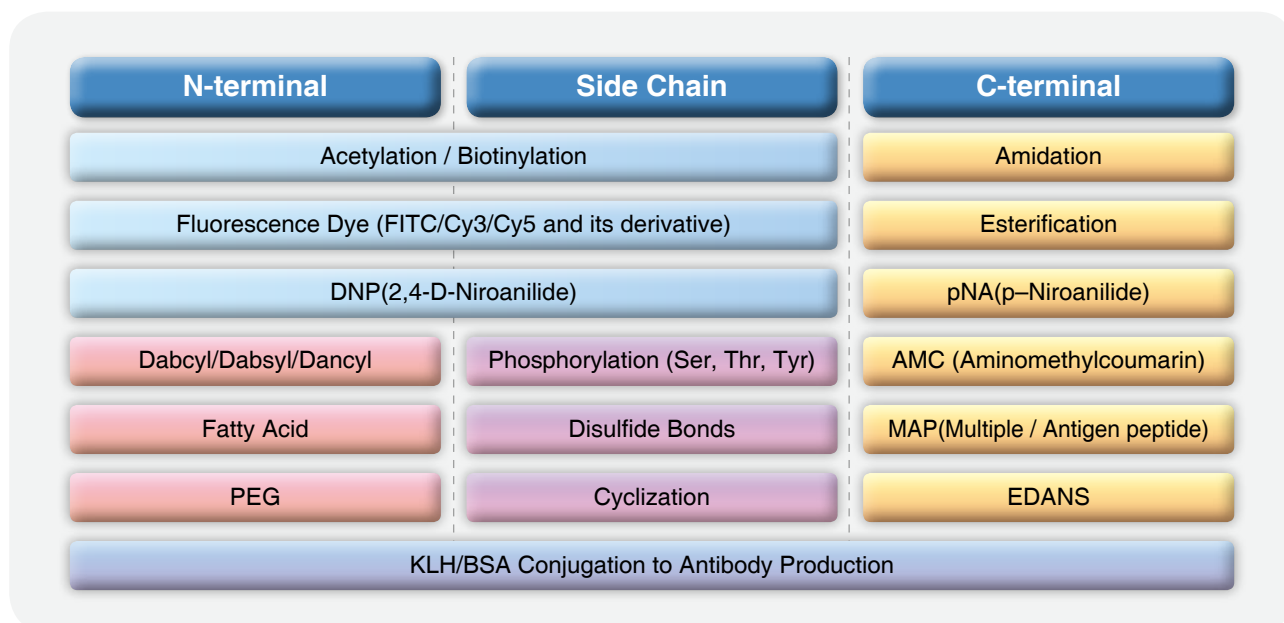 N-terminal
Side Chain
C-terminal
Acetylation / Biotinylation
Amidation
Fluorescence Dye (FITC/Cy3/Cy5 and its derivative)
Esterification
DNP(2,4-D-Niroanilide)
pNA(p–Niroanilide)
Dabcyl/Dabsyl/Dancyl
Phosphorylation (Ser, Thr, Tyr)
AMC (Aminomethylcoumarin)
Fatty Acid
Disulfide Bonds
MAP(Multiple / Antigen peptide)
PEG
Cyclization
EDANS
KLH/BSA Conjugation to Antibody Production